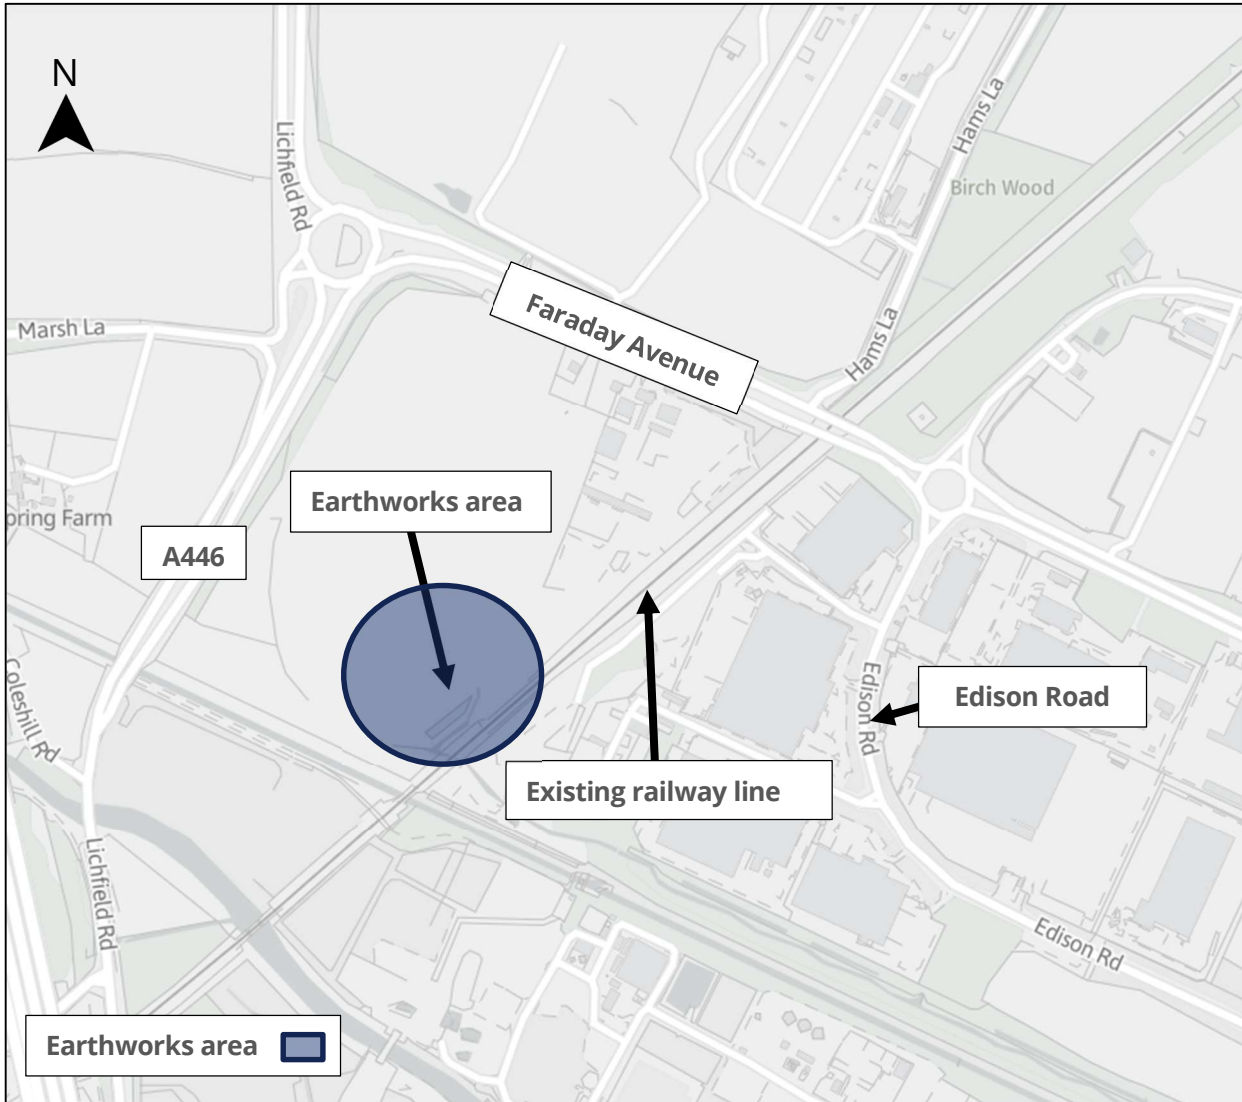 N
Lichfield Rd
Hams La
Birch Wood
Faraday Avenue
Marsh La
Hams La
Earthworks area
pring Farm
A446
Edison Rd
Edison Road
Coleshill Rd
Existing railway line
Lichfield Rd
Edison Rd
Earthworks area